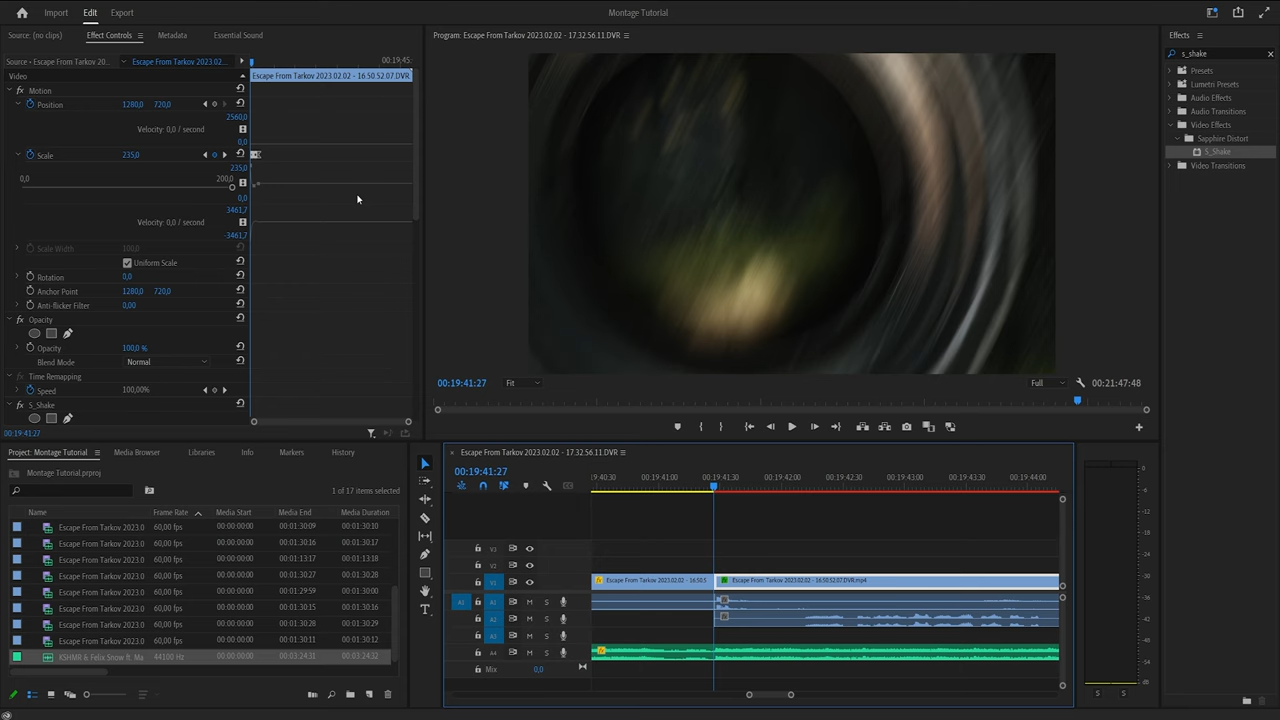 Import Edit Export Montage Tutorial
Source: (no clips) Effect Controls Metadata Essential Sound
Source • Escape From Tarkov 20... Escape From Tarkov 2023.02... 00:19:45:
Video Escape From Tarkov 2023.02.02 - 16.50.52.07.DVR
Motion
Position 1280,0 720,0
2560,0
Velocity: 0,0 / second
0,0
Scale 235,0
235,0
0,0 200,0
0,0
3461,7
Velocity: 0,0 / second
-3461,7
Scale Width 100,0
Uniform Scale
Rotation 0,0
Anchor Point 1280,0 720,0
Anti-flicker Filter 0,00
Opacity
Opacity 100,0 %
Blend Mode Normal
Time Remapping
Speed 100,00%
S_Shake
00:19:41:27
Program: Escape From Tarkov 2023.02.02 - 17.32.56.11.DVR
00:19:41:27 Fit Full 00:21:47:48
Effects
s_shake
Presets
Lumetri Presets
Audio Effects
Audio Transitions
Video Effects
Sapphire Distort
S_Shake
Video Transitions
Project: Montage Tutorial Media Browser Libraries Info Markers History
Montage Tutorial.prproj
1 of 17 items selected
Name Frame Rate Media Start Media End Media Duration
Escape From Tarkov 2023.0 60,00 fps 00:00:00:00 00:01:30:09 00:01:30:10
Escape From Tarkov 2023.0 60,00 fps 00:00:00:00 00:01:30:16 00:01:30:17
Escape From Tarkov 2023.0 60,00 fps 00:00:00:00 00:01:13:17 00:01:13:18
Escape From Tarkov 2023.0 60,00 fps 00:00:00:00 00:01:30:27 00:01:30:28
Escape From Tarkov 2023.0 60,00 fps 00:00:00:00 00:01:29:59 00:01:30:00
Escape From Tarkov 2023.0 60,00 fps 00:00:00:00 00:01:30:15 00:01:30:16
Escape From Tarkov 2023.0 60,00 fps 00:00:00:00 00:01:30:28 00:01:30:29
Escape From Tarkov 2023.0 60,00 fps 00:00:00:00 00:01:30:11 00:01:30:12
KSHMR & Felix Snow ft. Ma 44100 Hz 00:03:24:31 00:03:24:32
Escape From Tarkov 2023.02.02 - 17.32.56.11.DVR
00:19:41:27
19:40:30 00:19:41:00 00:19:41:30 00:19:42:00 00:19:42:30 00:19:43:00 00:19:43:30 00:19:44:00
V3
V2
V1 V1 Escape From Tarkov 2023.02.02 - 16.50.5 Escape From Tarkov 2023.02.02 - 16.50.52.07.DVR.mp4
A1 A1 M S
A2 M S
A3 M S
A4 M S
Mix 0,0
0
-6
-12
-18
-24
-30
-36
-42
-48
-54
dB
S S